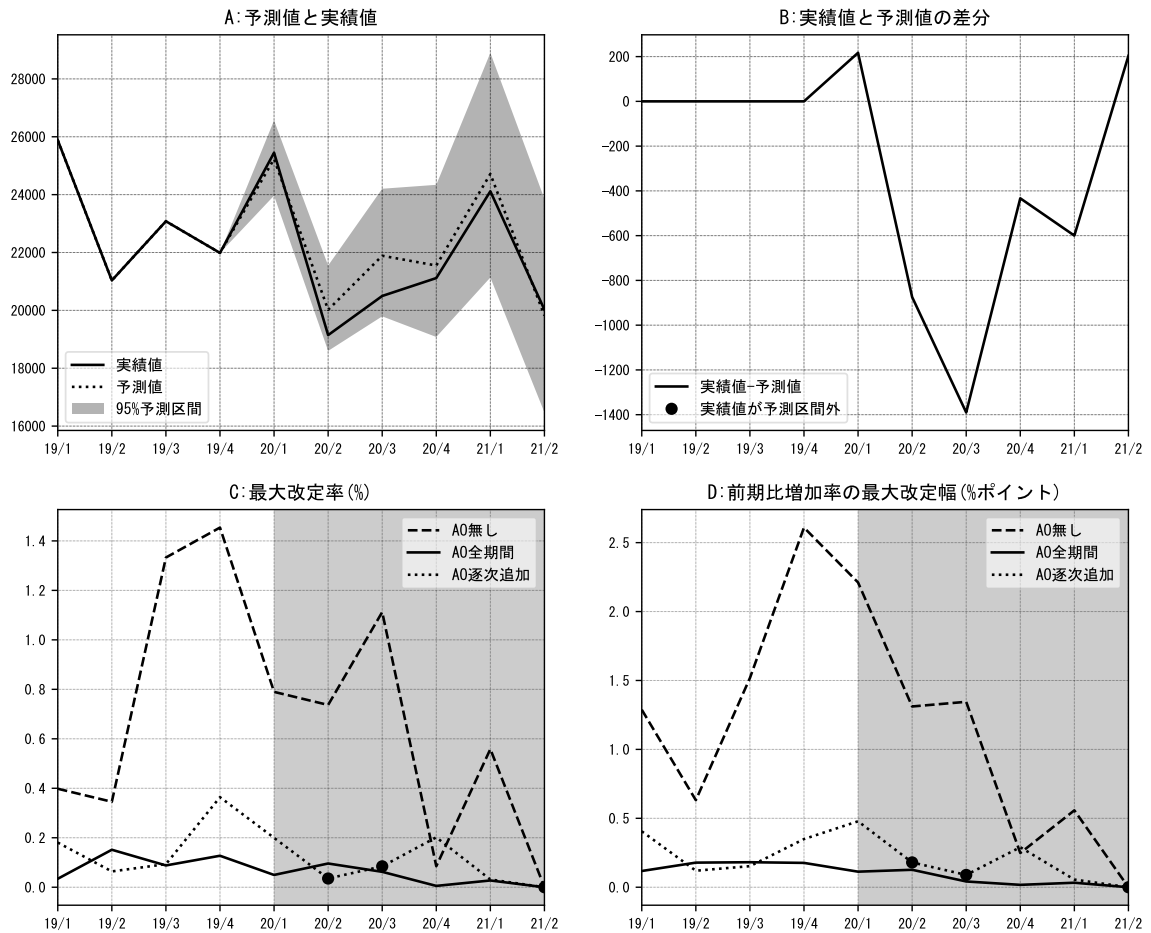 A:予測値と実績値
28000
26000
24000
22000
20000
18000
16000
実績値
予測値
95%予測区間
19/1 19/2 19/3 19/4 20/1 20/2 20/3 20/4 21/1 21/2
B:実績値と予測値の差分
200
0
−200
−400
−600
−800
−1000
−1200
−1400
実績値−予測値
実績値が予測区間外
19/1 19/2 19/3 19/4 20/1 20/2 20/3 20/4 21/1 21/2
C:最大改定率(%)
1.4
1.2
1.0
0.8
0.6
0.4
0.2
0.0
AO無し
AO全期間
AO逐次追加
19/1 19/2 19/3 19/4 20/1 20/2 20/3 20/4 21/1 21/2
D:前期比増加率の最大改定幅(%ポイント)
2.5
2.0
1.5
1.0
0.5
0.0
AO無し
AO全期間
AO逐次追加
19/1 19/2 19/3 19/4 20/1 20/2 20/3 20/4 21/1 21/2